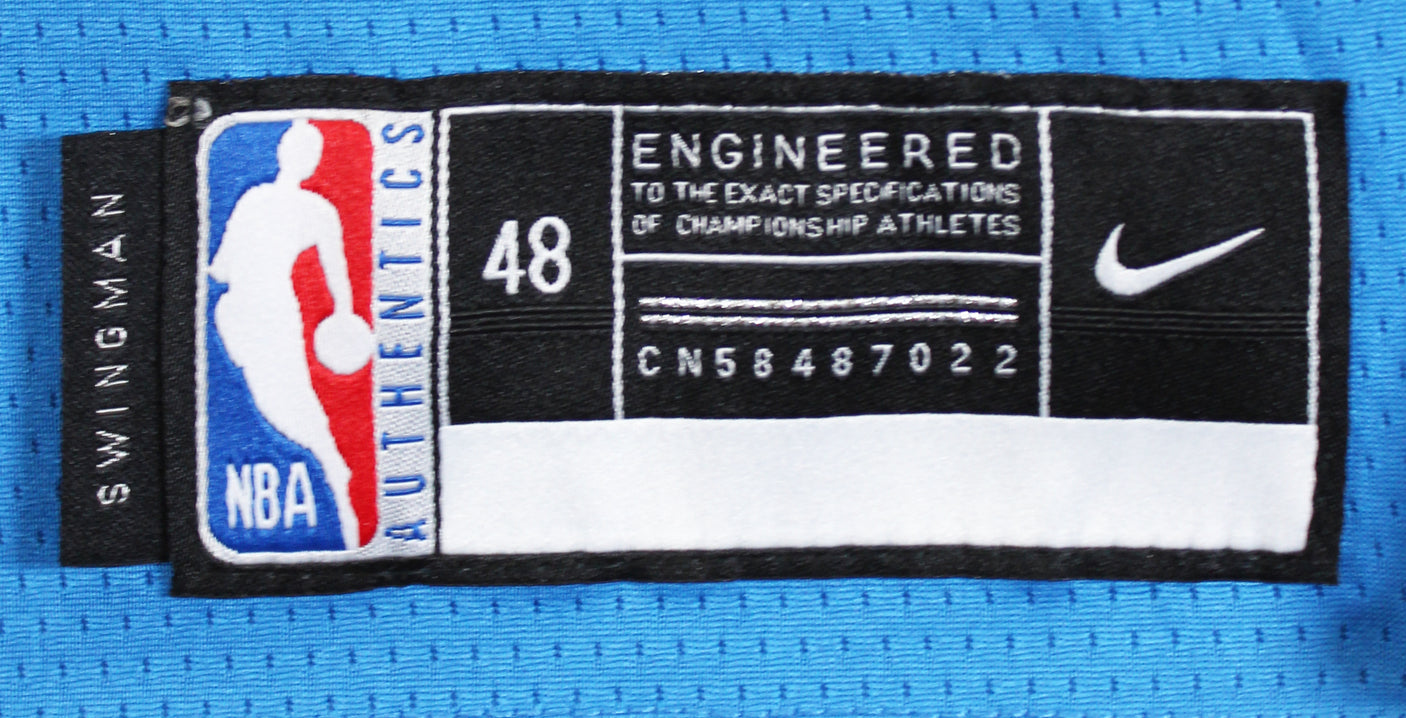 SWINGMAN
NBA
AUTHENTICS
48
ENGINEERED
TO THE EXACT SPECIFICATIONS
OF CHAMPIONSHIP ATHLETES
CN58487022